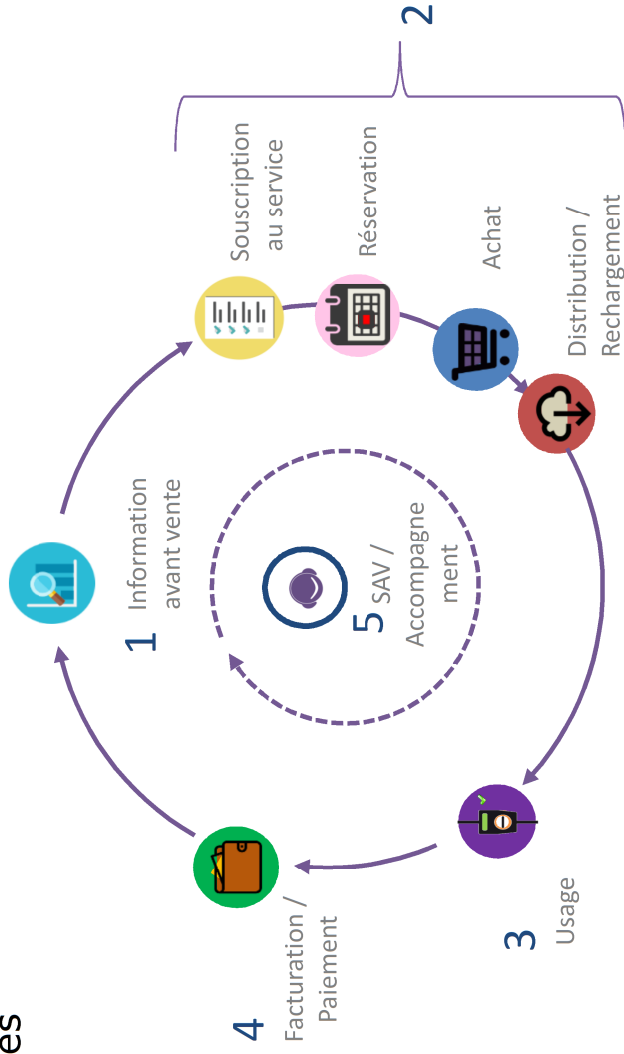 es
1
Information
avant vente
2
Souscription
au service
Réservation
Achat
Distribution /
Rechargement
3
Usage
4
Facturation /
Paiement
5
SAV /
Accompagne
ment